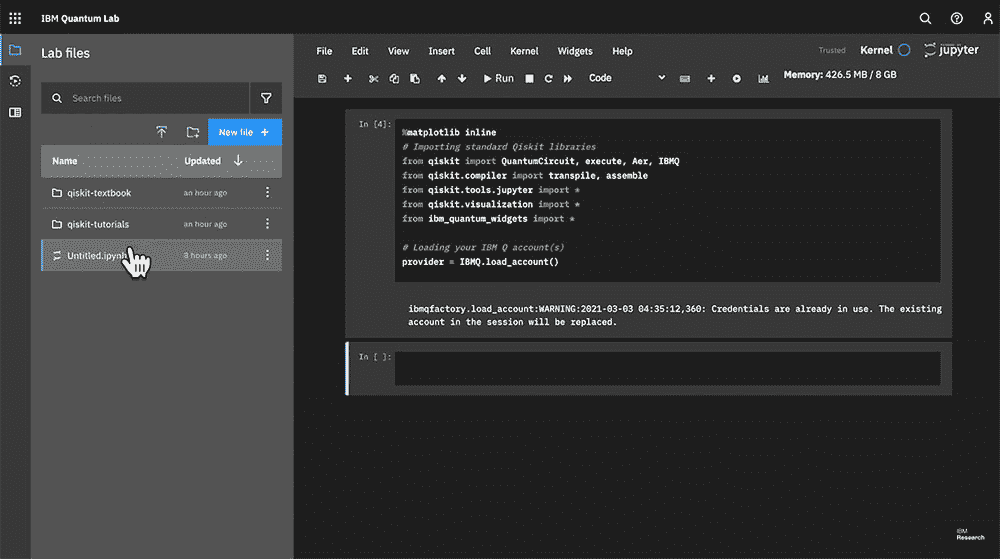 IBM Quantum Lab
Lab files
Search files
New file +
Name Updated
qiskit-textbook an hour ago
qiskit-tutorials an hour ago
Untitled.ipynb 3 hours ago
File Edit View Insert Cell Kernel Widgets Help
Trusted Kernel
POWERED BY
jupyter
Run Code Memory: 426.5 MB / 8 GB
In [4]:
%matplotlib inline
# Importing standard Qiskit libraries
from qiskit import QuantumCircuit, execute, Aer, IBMQ
from qiskit.compiler import transpile, assemble
from qiskit.tools.jupyter import *
from qiskit.visualization import *
from ibm_quantum_widgets import *
# Loading your IBM Q account(s)
provider = IBMQ.load_account()
ibmqfactory.load_account:WARNING:2021-03-03 04:35:12,360: Credentials are already in use. The existing
account in the session will be replaced.
In [ ]:
IBM
Research